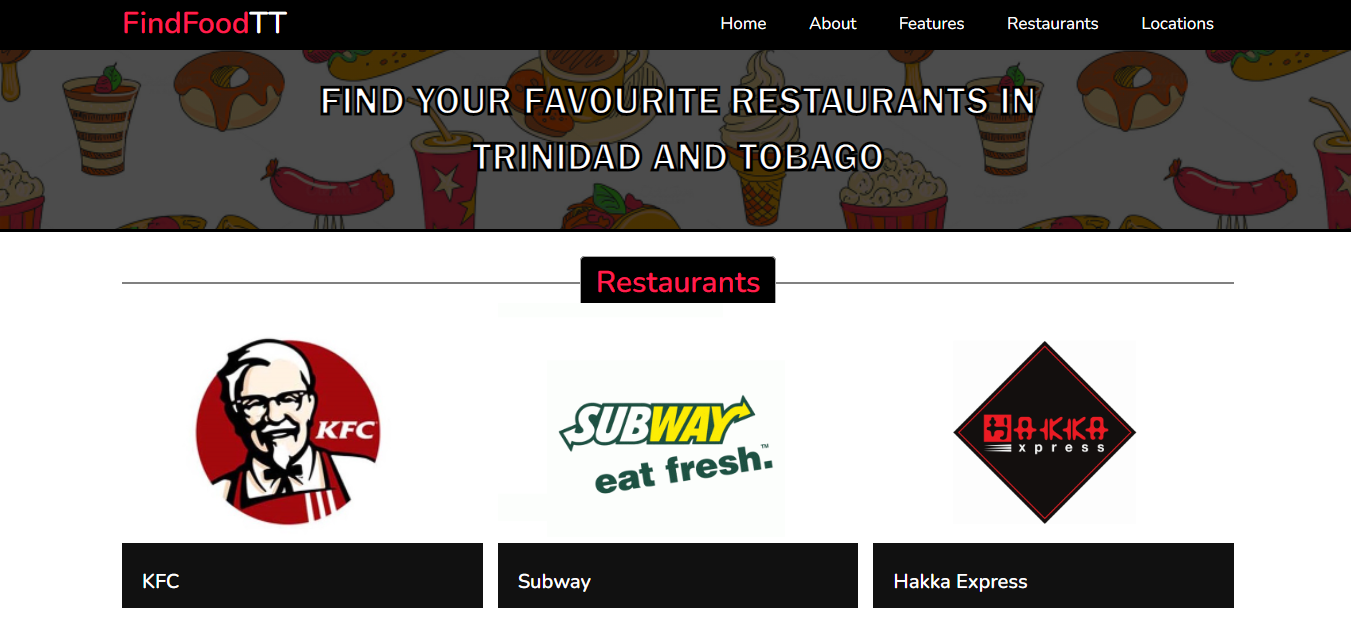 FindFoodTT
Home About Features Restaurants Locations
FIND YOUR FAVOURITE RESTAURANTS IN
TRINIDAD AND TOBAGO
Restaurants
KFC
SUBWAY
eat fresh.™
HAKKA
xpress
KFC
Subway
Hakka Express